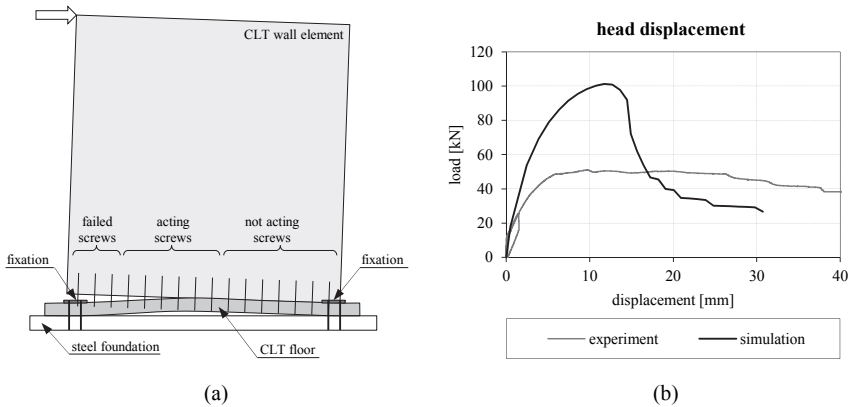 CLT wall element
failed
screws
acting
screws
not acting
screws
fixation
fixation
steel foundation
CLT floor
(a)
head displacement
load [kN]
120
100
80
60
40
20
0
0
10
20
30
40
displacement [mm]
experiment
simulation
(b)